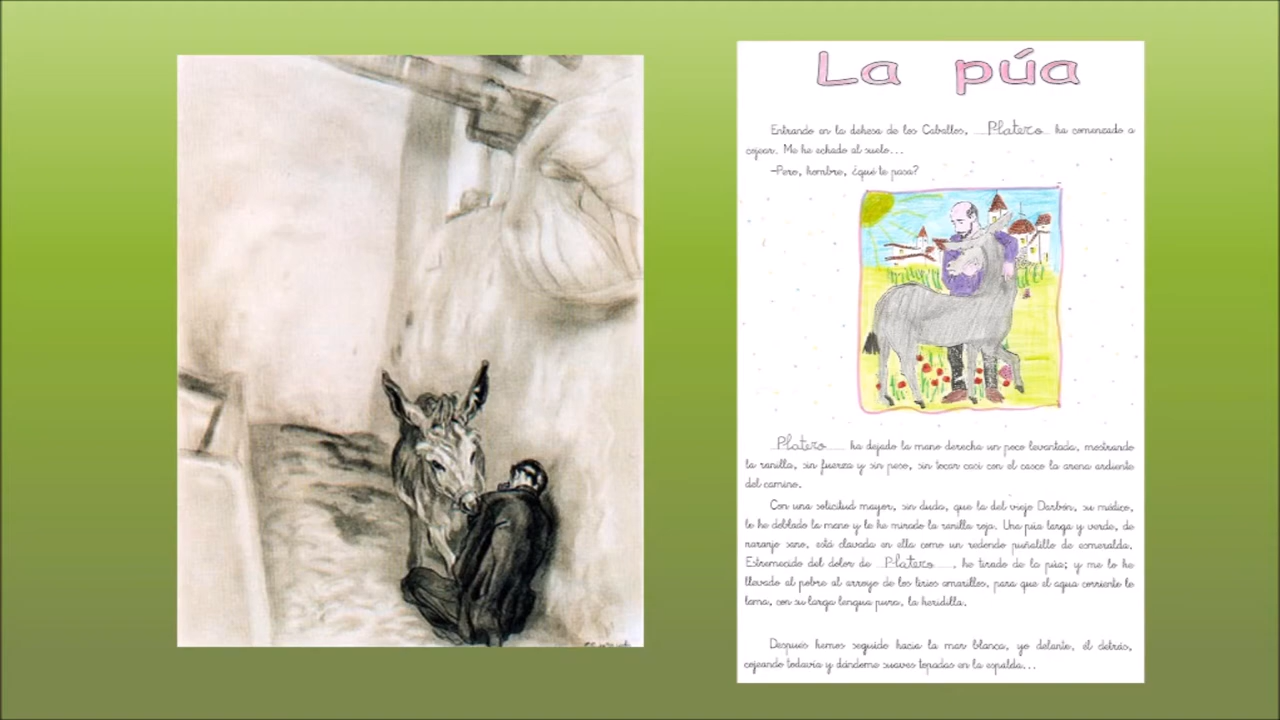 La púa
Entrando en la dehesa de los Caballos, Platero ha comenzado a
cojear. Me he echado al suelo...
-Pero, hombre, ¿qué te pasa?
Platero ha dejado la mano derecha un poco levantada, mostrando
la ranilla, sin fuerza y sin peso, sin tocar casi con el casco la arena ardiente
del camino.
Con una solicitud mayor, sin duda, que la del viejo Darbón, su médico,
le he doblado la mano y le he mirado la ranilla roja. Una púa larga y verde, de
naranjo sano, está clavada en ella como un redondo puñalillo de esmeralda.
Estremecido del dolor de Platero, he tirado de la púa; y me lo he
llevado al pobre al arroyo de los lirios amarillos, para que el agua corriente le
lama, con su larga lengua pura, la heridilla.
Después hemos seguido hacia la mar blanca, yo delante, él detrás,
cojeando todavía y dándome suaves topadas en la espalda...